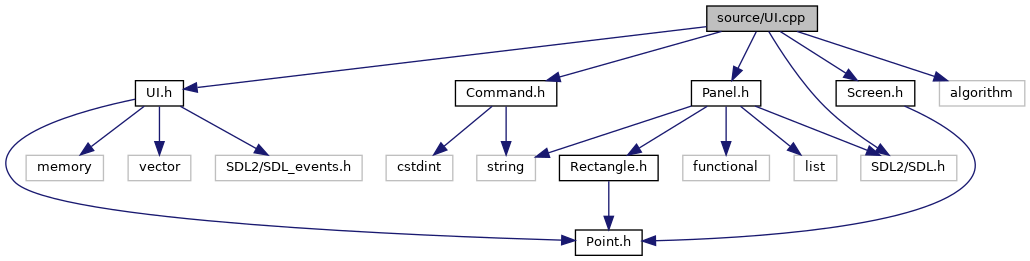 source/UI.cpp
UI.h
Command.h
Panel.h
Screen.h
algorithm
memory
vector
SDL2/SDL_events.h
cstdint
string
Rectangle.h
functional
list
SDL2/SDL.h
Point.h